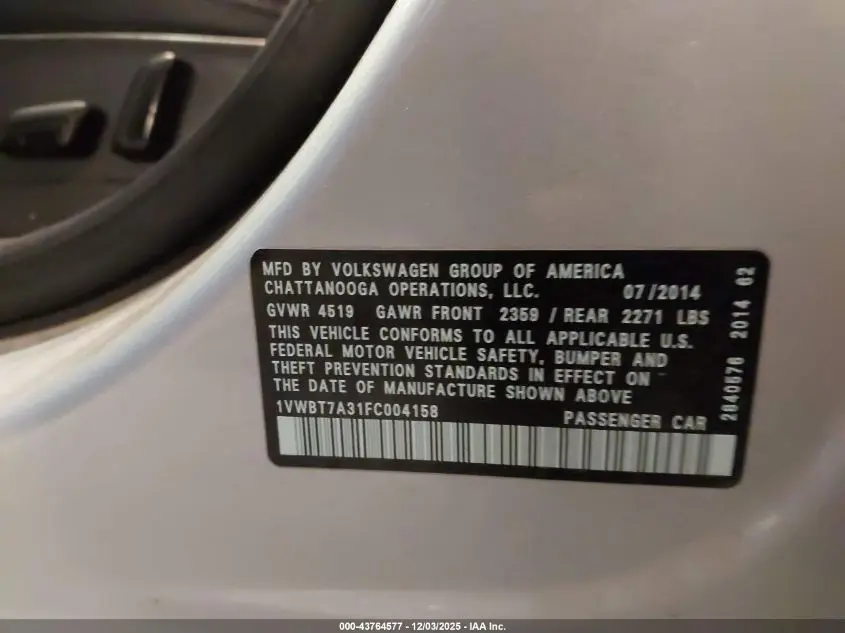 MFD BY VOLKSWAGEN GROUP OF AMERICA
CHATTANOOGA OPERATIONS, LLC. 07/2014
GVWR 4519 GAWR FRONT 2359 / REAR 2271 LBS
THIS VEHICLE CONFORMS TO ALL APPLICABLE U.S.
FEDERAL MOTOR VEHICLE SAFETY, BUMPER AND
THEFT PREVENTION STANDARDS IN EFFECT ON
THE DATE OF MANUFACTURE SHOWN ABOVE
1VWBT7A31FC004158 PASSENGER CAR
2840576 2014 62
000-43764577 - 12/03/2025 - IAA Inc.